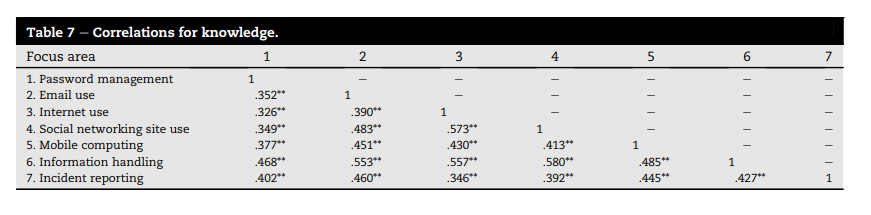 Table 7 – Correlations for knowledge.
Focus area 1 2 3 4 5 6 7
1. Password management 1 – – – – – –
2. Email use .352** 1 – – – – –
3. Internet use .326** .390** 1 – – – –
4. Social networking site use .349** .483** .573** 1 – – –
5. Mobile computing .377** .451** .430** .413** 1 – –
6. Information handling .468** .553** .557** .580** .485** 1 –
7. Incident reporting .402** .460** .346** .392** .445** .427** 1